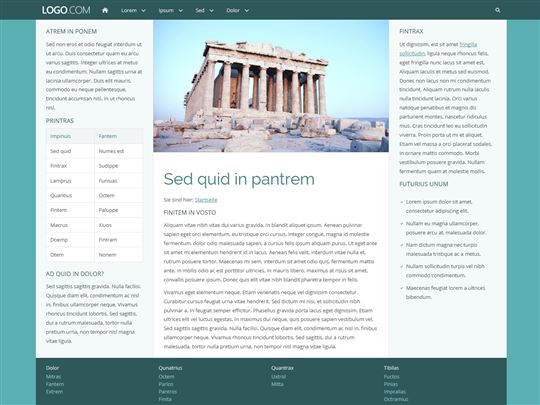 LOGO.COM
Lorem
Ipsum
Sed
Dolor
ATREM IN PONEM
Sed non eros et odio feugiat interdum ut
ut arcu. Duis consectetur quam eu arcu
varius sagittis. Integer ultrices at metus
eu condimentum. Nullam sagittis urna at
lacinia ullamcorper. Duis elit mauris,
commodo eu neque pellentesque,
tincidunt accumsan nisi. In ut rhoncus
nisl.
PRINTRAS
Impinus Fantem
Sed quid Numes est
Fintrax Sudippe
Lamprus Funiuas
Quantius Octem
Fintem Paluppe
Macrus Xiuos
Doemp Fintram
Otem Nonem
AD QUID IN DOLOR?
Sed sagittis sagittis gravida. Nulla facilisi.
Quisque diam elit, condimentum ac nisl
in, finibus ullamcorper neque. Vivamus
rhoncus tincidunt lobortis. Sed sagittis,
dui a rutrum malesuada, tortor nulla
pretium urna, non tempor nisl magna
vitae ligula.
Sed quid in pantrem
Sie sind hier: Startseite
FINITEM IN VOSTO
Aliquam vitae nibh vitae dui varius gravida. In blandit aliquet ipsum. Aenean pulvinar
sapien eget orci elementum, eu tristique orci cursus. Integer congue, magna id molestie
fermentum, dolor odio malesuada sapien, a cursus felis ipsum aliquam purus. Ut eget ante
sit amet mi elementum hendrerit id in lacus. Aenean felis velit, interdum vitae nulla et,
rutrum posuere tortor. Maecenas mi sem, interdum sit amet odio quis, fermentum mattis
ante. In mollis odio ac est porttitor ultricies. In mauris libero, maximus at risus sit amet,
convallis posuere ipsum. Donec quis elit vitae nibh blandit pharetra tempor in felis.
Vivamus eget elementum neque. Etiam venenatis neque vel dignissim consectetur.
Curabitur cursus feugiat urna vitae hendrerit. Sed dictum mi nisi, et sollicitudin nibh
pulvinar a. In feugiat semper efficitur. Phasellus gravida porta lacus eget dignissim. Etiam
ultrices elit vel luctus egestas. In maximus dui neque, quis posuere sapien vestibulum vel.
Sed sagittis sagittis gravida. Nulla facilisi. Quisque diam elit, condimentum ac nisl in, finibus
ullamcorper neque. Vivamus rhoncus tincidunt lobortis. Sed sagittis, dui a rutrum malesuada,
tortor nulla pretium urna, non tempor nisl magna vitae ligula.
FINTRAX
Ut dignissim, est sit amet fringilla
sollicitudin, ligula neque rhoncus felis,
eget fringilla nunc lacus sit amet est.
Aliquam iaculis et metus sed euismod.
Donec non lacus non mi condimentum
tincidunt. Aliquam rutrum nulla iaculis
nulla tincidunt lacinia. Orci varius
natoque penatibus et magnis dis
parturient montes, nascetur ridiculus
mus. Cras tincidunt leo eu sollicitudin
viverra. Proin porta ut mi et aliquet.
Etiam vel massa a orci placerat sodales,
in ornare mattis commodo. Morbi
vestibulum posuere gravida. Nullam
fermentum quam at molestie mollis.
FUTURIUS UNUM
Lorem ipsum dolor sit amet,
consectetur adipiscing elit.
Nullam eu magna ullamcorper,
posuere arcu at, malesuada dolor.
Nam dictum magna nec turpis
malesuada tristique ac a metus.
Nullam sollicitudin turpis vel nibh
commodo condimentum.
Maecenas feugiat lorem a ultrices
bibendum.
Dolor
Mitras
Fantem
Extrem
Qunatrius
Octem
Parlos
Pantros
Finita
Quantrax
Uxtral
Mitta
Tibilas
Fuctos
Pinias
Impralias
Octramius